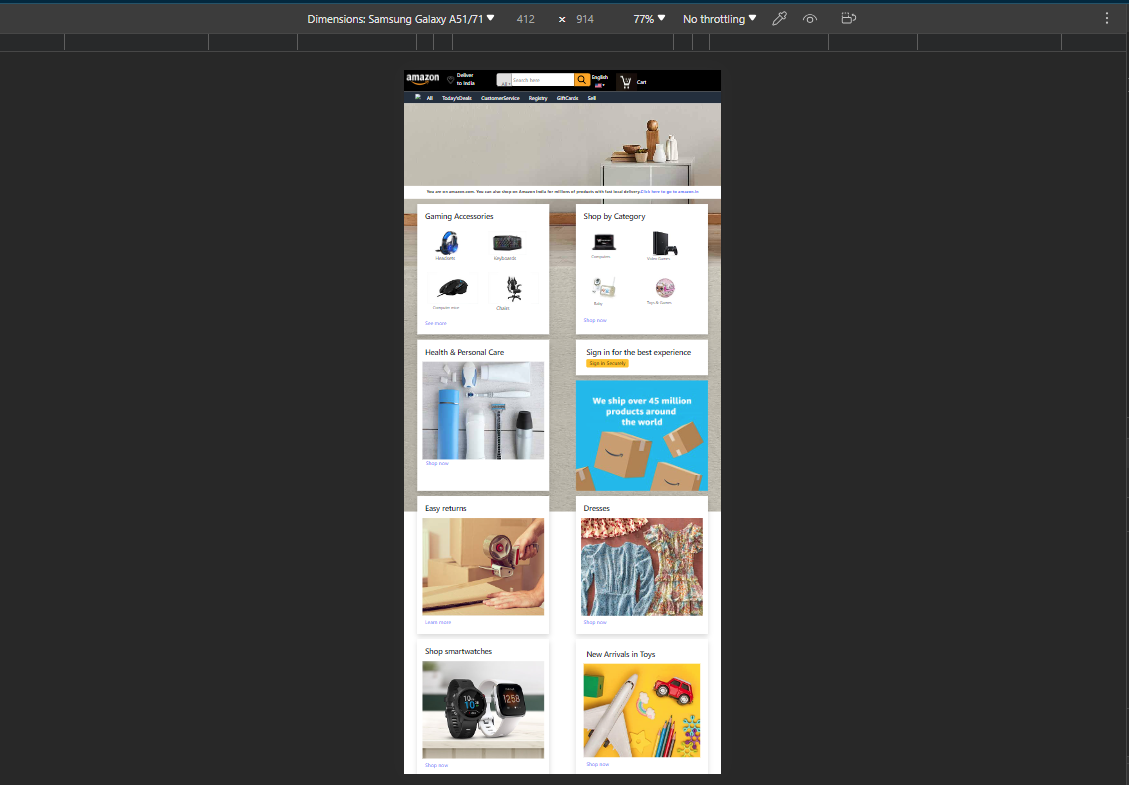 Dimensions: Samsung Galaxy A51/71 ▼ 412 × 914 77% ▼ No throttling ▼
amazon Deliver to India All Search here English Cart
All Today'sDeals CustomerService Registry GiftCards Sell
You are on amazon.com. You can also shop on Amazon India for millions of products with fast local delivery.Click here to go to amazon.in
Gaming Accessories
Headsets Keyboards
Computer mice Chairs
See more
Shop by Category
Computers Video Games
Baby Toys & Games
Shop now
Health & Personal Care
Shop now
Sign in for the best experience
Sign in Securely
We ship over 45 million
products around
the world
Easy returns
Learn more
Dresses
Shop now
Shop smartwatches
Shop now
New Arrivals in Toys
Shop now